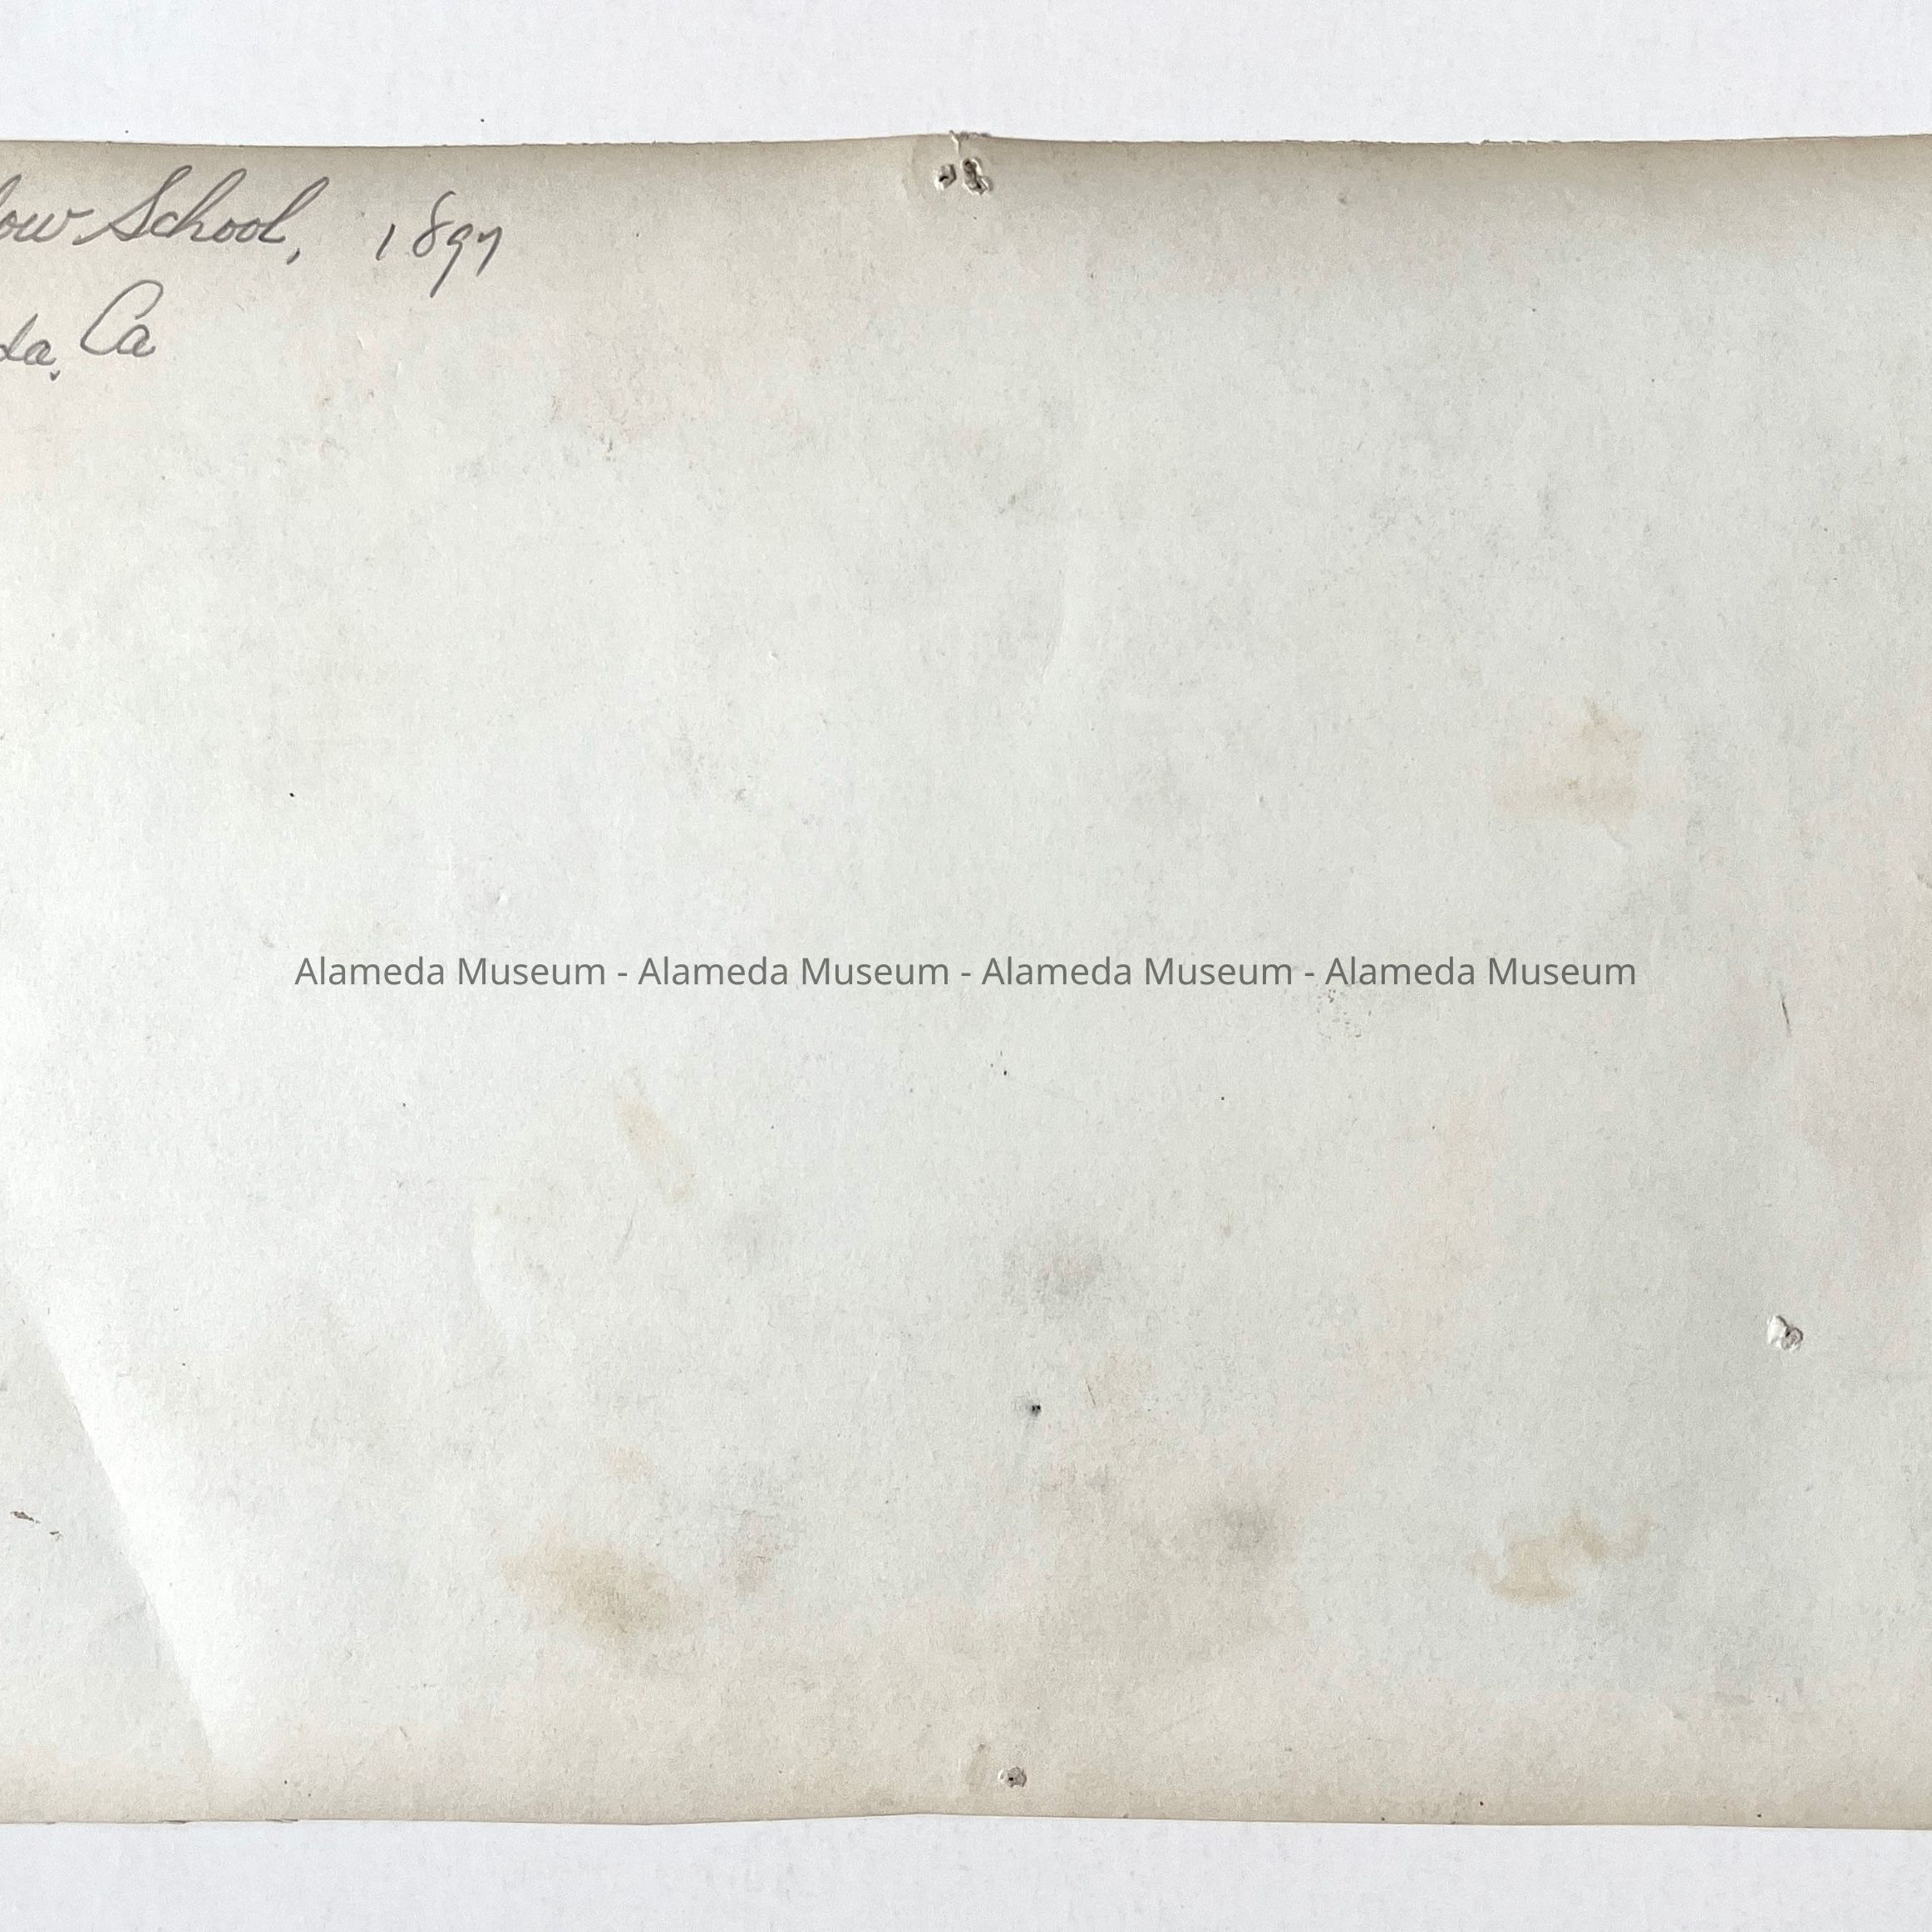 low School, 1897
da, Ca
Alameda Museum - Alameda Museum - Alameda Museum - Alameda Museum